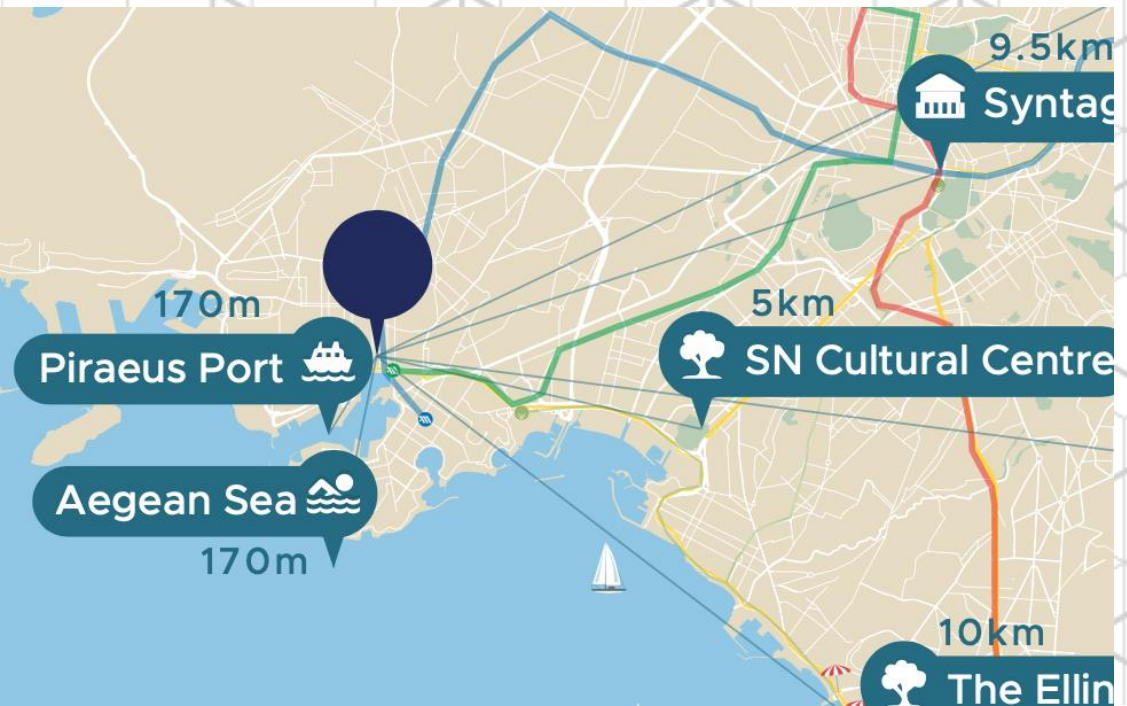 9.5km
Syntag
170m
Piraeus Port
5km
SN Cultural Centre
Aegean Sea
170m
10km
The Ellin